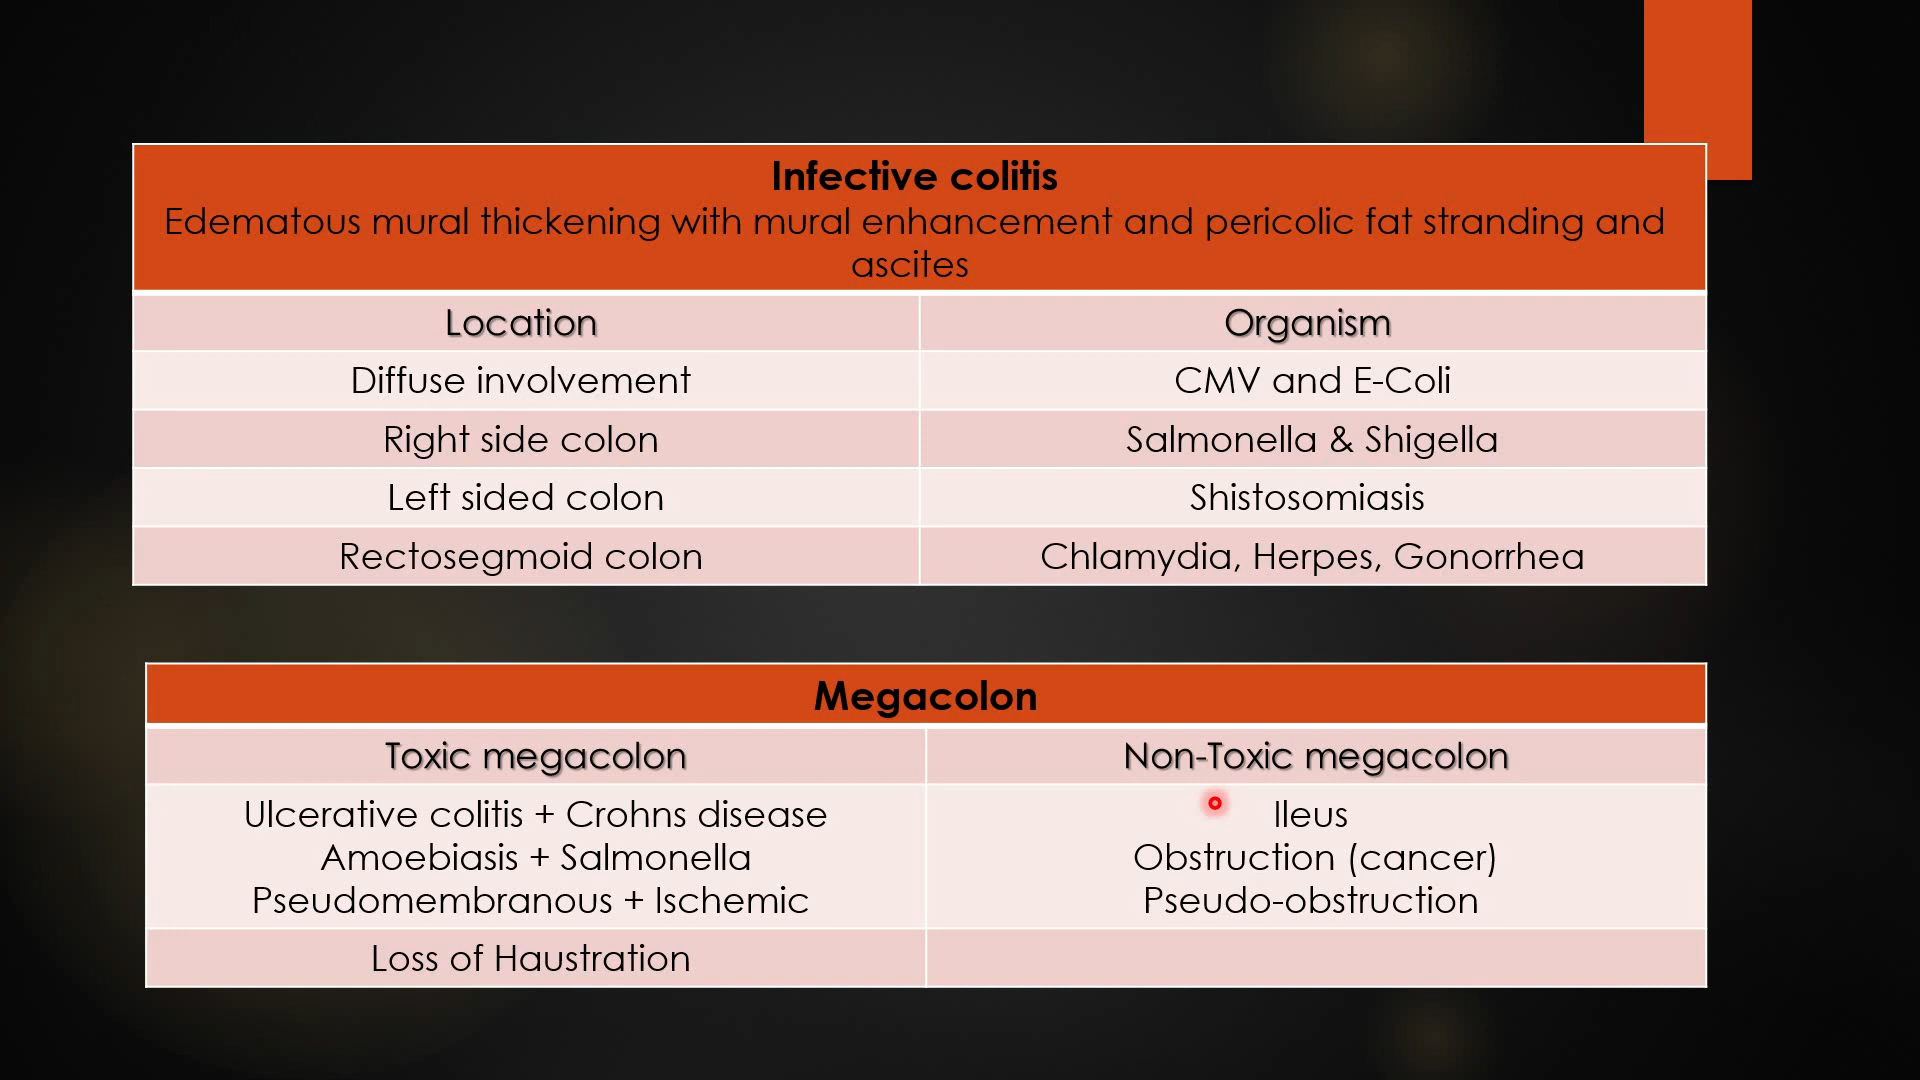 Infective colitis
Edematous mural thickening with mural enhancement and pericolic fat stranding and
ascites
Location
Organism
Diffuse involvement
CMV and E-Coli
Right side colon
Salmonella & Shigella
Left sided colon
Shistosomiasis
Rectosegmoid colon
Chlamydia, Herpes, Gonorrhea
Megacolon
Toxic megacolon
Non-Toxic megacolon
Ulcerative colitis + Crohns disease
Amoebiasis + Salmonella
Pseudomembranous + Ischemic
Ileus
Obstruction (cancer)
Pseudo-obstruction
Loss of Haustration